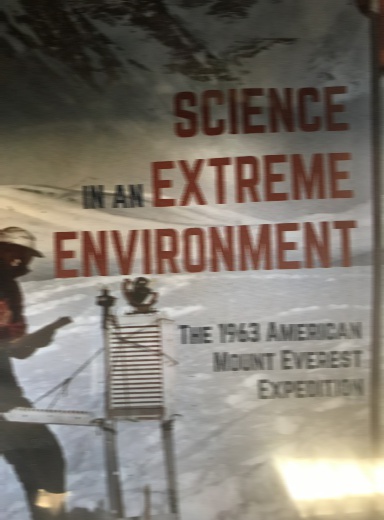 SCIENCE
IN AN EXTREME
ENVIRONMENT
THE 1963 AMERICAN
MOUNT EVEREST
EXPEDITION